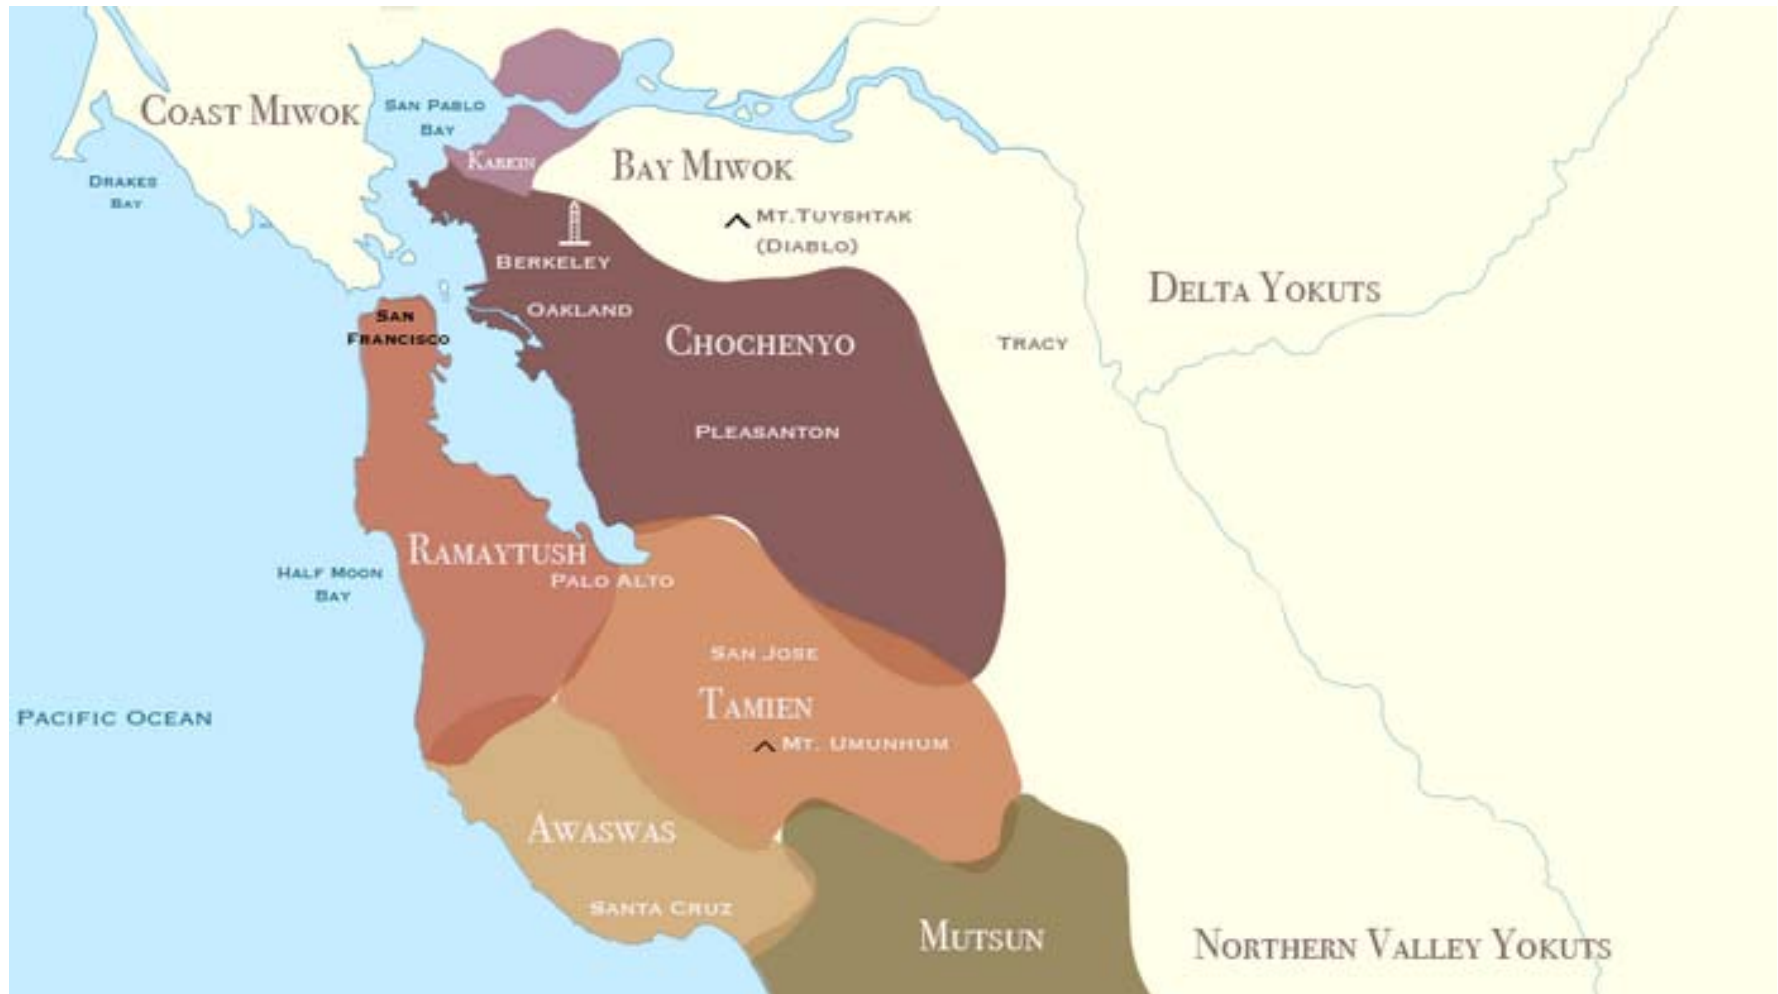 Coast Miwok
San Pablo
Bay
Karkin
Bay Miwok
Drakes
Bay
Mt. Tuyshtak
(Diablo)
Berkeley
Delta Yokuts
Oakland
San
Francisco
Chochenyo
Tracy
Pleasanton
Ramaytush
Half Moon
Bay
Palo Alto
San Jose
Tamien
Pacific Ocean
Mt. Umunhum
Awaswas
Santa Cruz
Mutsun
Northern Valley Yokuts